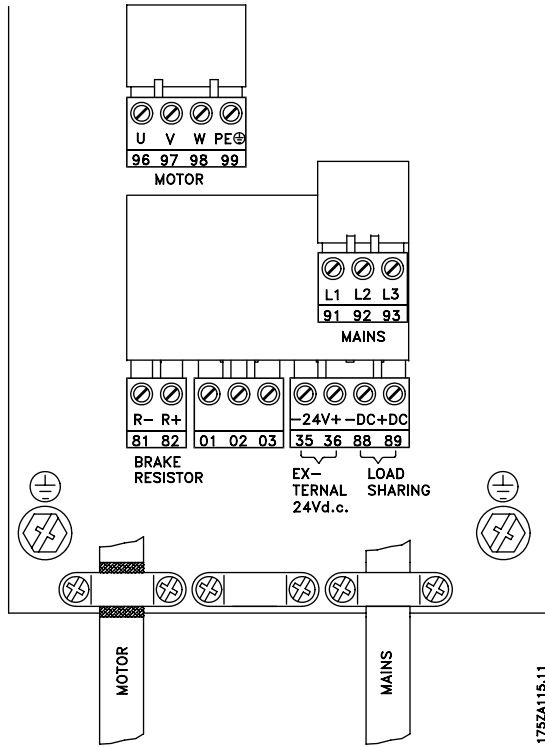 U V W PE
96 97 98 99
MOTOR
L1 L2 L3
91 92 93
MAINS
R- R+
-24V+ -DC+DC
81 82 01 02 03 35 36 88 89
BRAKE
RESISTOR
EX-
TERNAL
24Vd.c.
LOAD
SHARING
MOTOR
MAINS
175ZA115.11